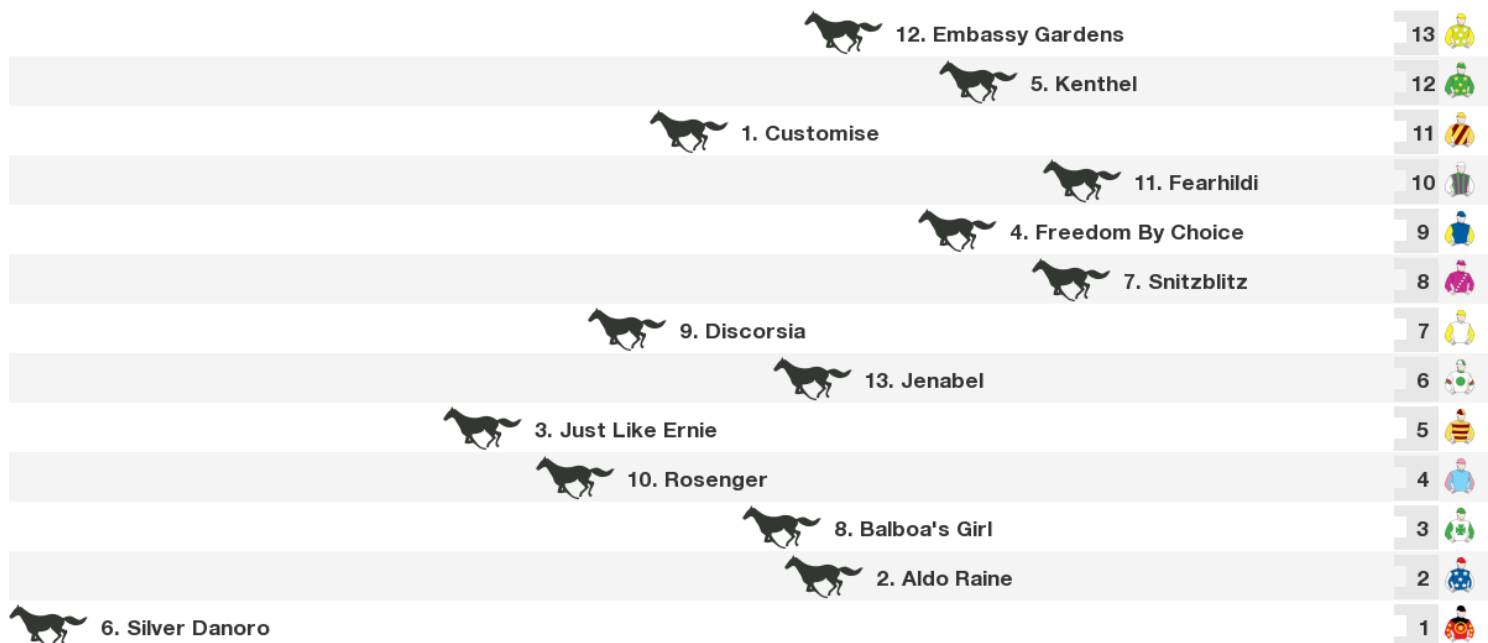 12. Embassy Gardens 13
5. Kenthel 12
1. Customise 11
11. Fearhildi 10
4. Freedom By Choice 9
7. Snitzblitz 8
9. Discorsia 7
13. Jenabel 6
3. Just Like Ernie 5
10. Rosenger 4
8. Balboa's Girl 3
2. Aldo Raine 2
6. Silver Danoro 1